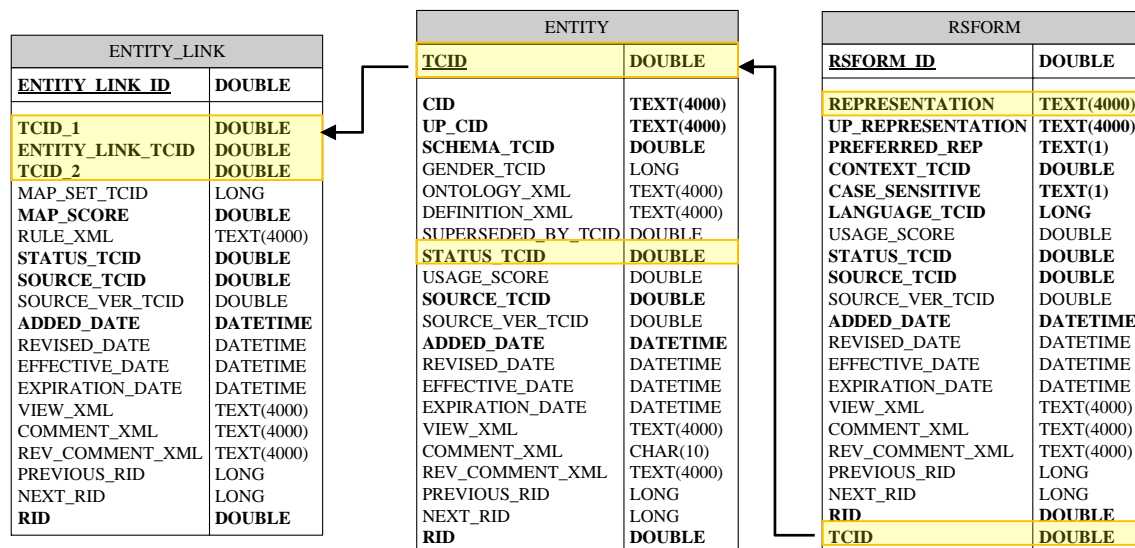 ENTITY_LINK
ENTITY_LINK_ID DOUBLE
TCID_1 DOUBLE
ENTITY_LINK_TCID DOUBLE
TCID_2 DOUBLE
MAP_SET_TCID LONG
MAP_SCORE DOUBLE
RULE_XML TEXT(4000)
STATUS_TCID DOUBLE
SOURCE_TCID DOUBLE
SOURCE_VER_TCID DOUBLE
ADDED_DATE DATETIME
REVISED_DATE DATETIME
EFFECTIVE_DATE DATETIME
EXPIRATION_DATE DATETIME
VIEW_XML TEXT(4000)
COMMENT_XML TEXT(4000)
REV_COMMENT_XML TEXT(4000)
PREVIOUS_RID LONG
NEXT_RID LONG
RID DOUBLE
ENTITY
TCID DOUBLE
CID TEXT(4000)
UP_CID TEXT(4000)
SCHEMA_TCID DOUBLE
GENDER_TCID LONG
ONTOLOGY_XML TEXT(4000)
DEFINITION_XML TEXT(4000)
SUPERSEDED_BY_TCID DOUBLE
STATUS_TCID DOUBLE
USAGE_SCORE DOUBLE
SOURCE_TCID DOUBLE
SOURCE_VER_TCID DOUBLE
ADDED_DATE DATETIME
REVISED_DATE DATETIME
EFFECTIVE_DATE DATETIME
EXPIRATION_DATE DATETIME
VIEW_XML TEXT(4000)
COMMENT_XML CHAR(10)
REV_COMMENT_XML TEXT(4000)
PREVIOUS_RID LONG
NEXT_RID LONG
RID DOUBLE
RSFORM
RSFORM_ID DOUBLE
REPRESENTATION TEXT(4000)
UP_REPRESENTATION TEXT(4000)
PREFERRED_REP TEXT(1)
CONTEXT_TCID DOUBLE
CASE_SENSITIVE TEXT(1)
LANGUAGE_TCID LONG
USAGE_SCORE DOUBLE
STATUS_TCID DOUBLE
SOURCE_TCID DOUBLE
SOURCE_VER_TCID DOUBLE
ADDED_DATE DATETIME
REVISED_DATE DATETIME
EFFECTIVE_DATE DATETIME
EXPIRATION_DATE DATETIME
VIEW_XML TEXT(4000)
COMMENT_XML TEXT(4000)
REV_COMMENT_XML TEXT(4000)
PREVIOUS_RID LONG
NEXT_RID LONG
RID DOUBLE
TCID DOUBLE